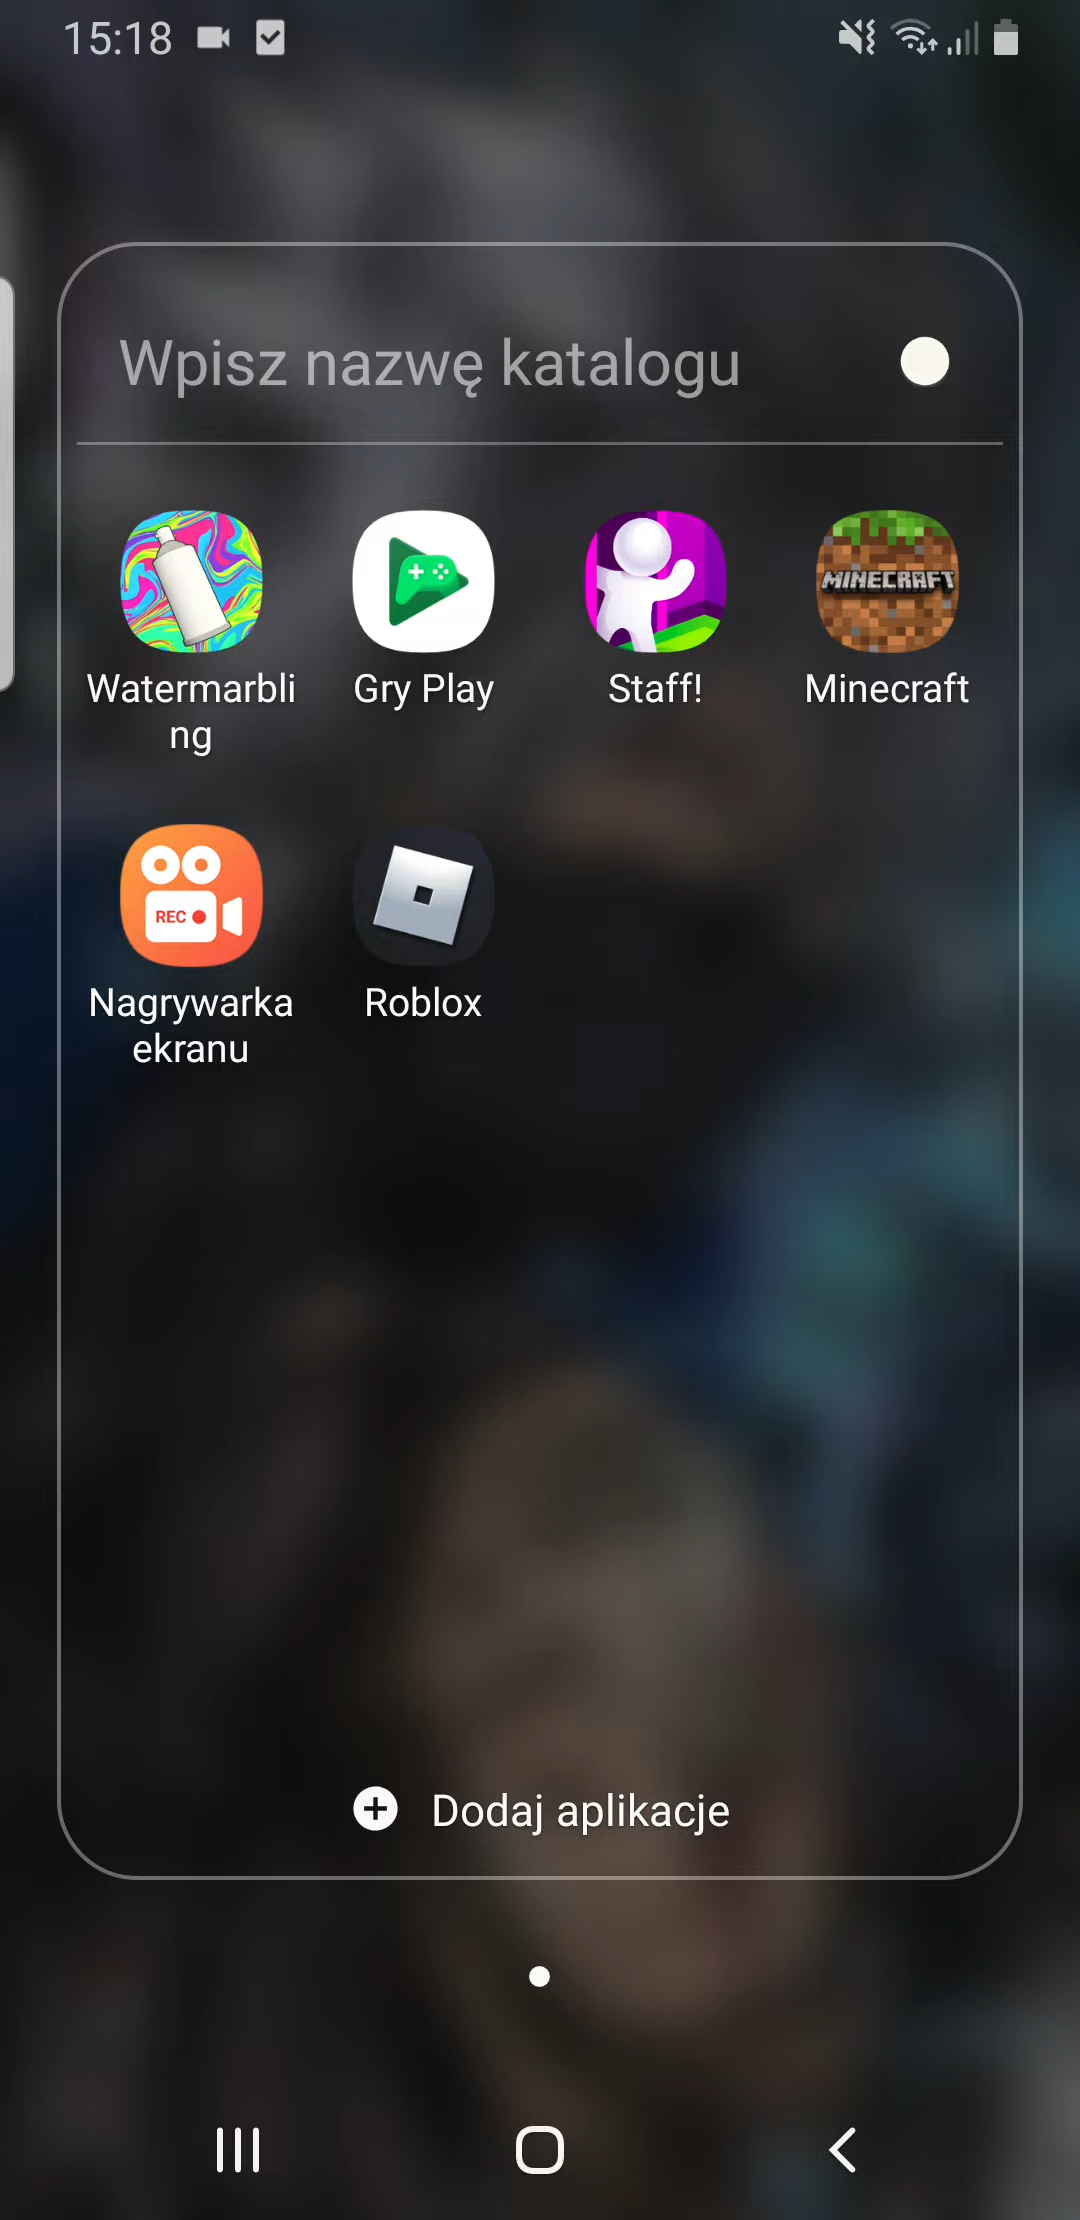 15:18
Wpisz nazwę katalogu
MINECRAFT
Watermarbli
ng
Gry Play
Staff!
Minecraft
REC
Nagrywarka
ekranu
Roblox
Dodaj aplikacje